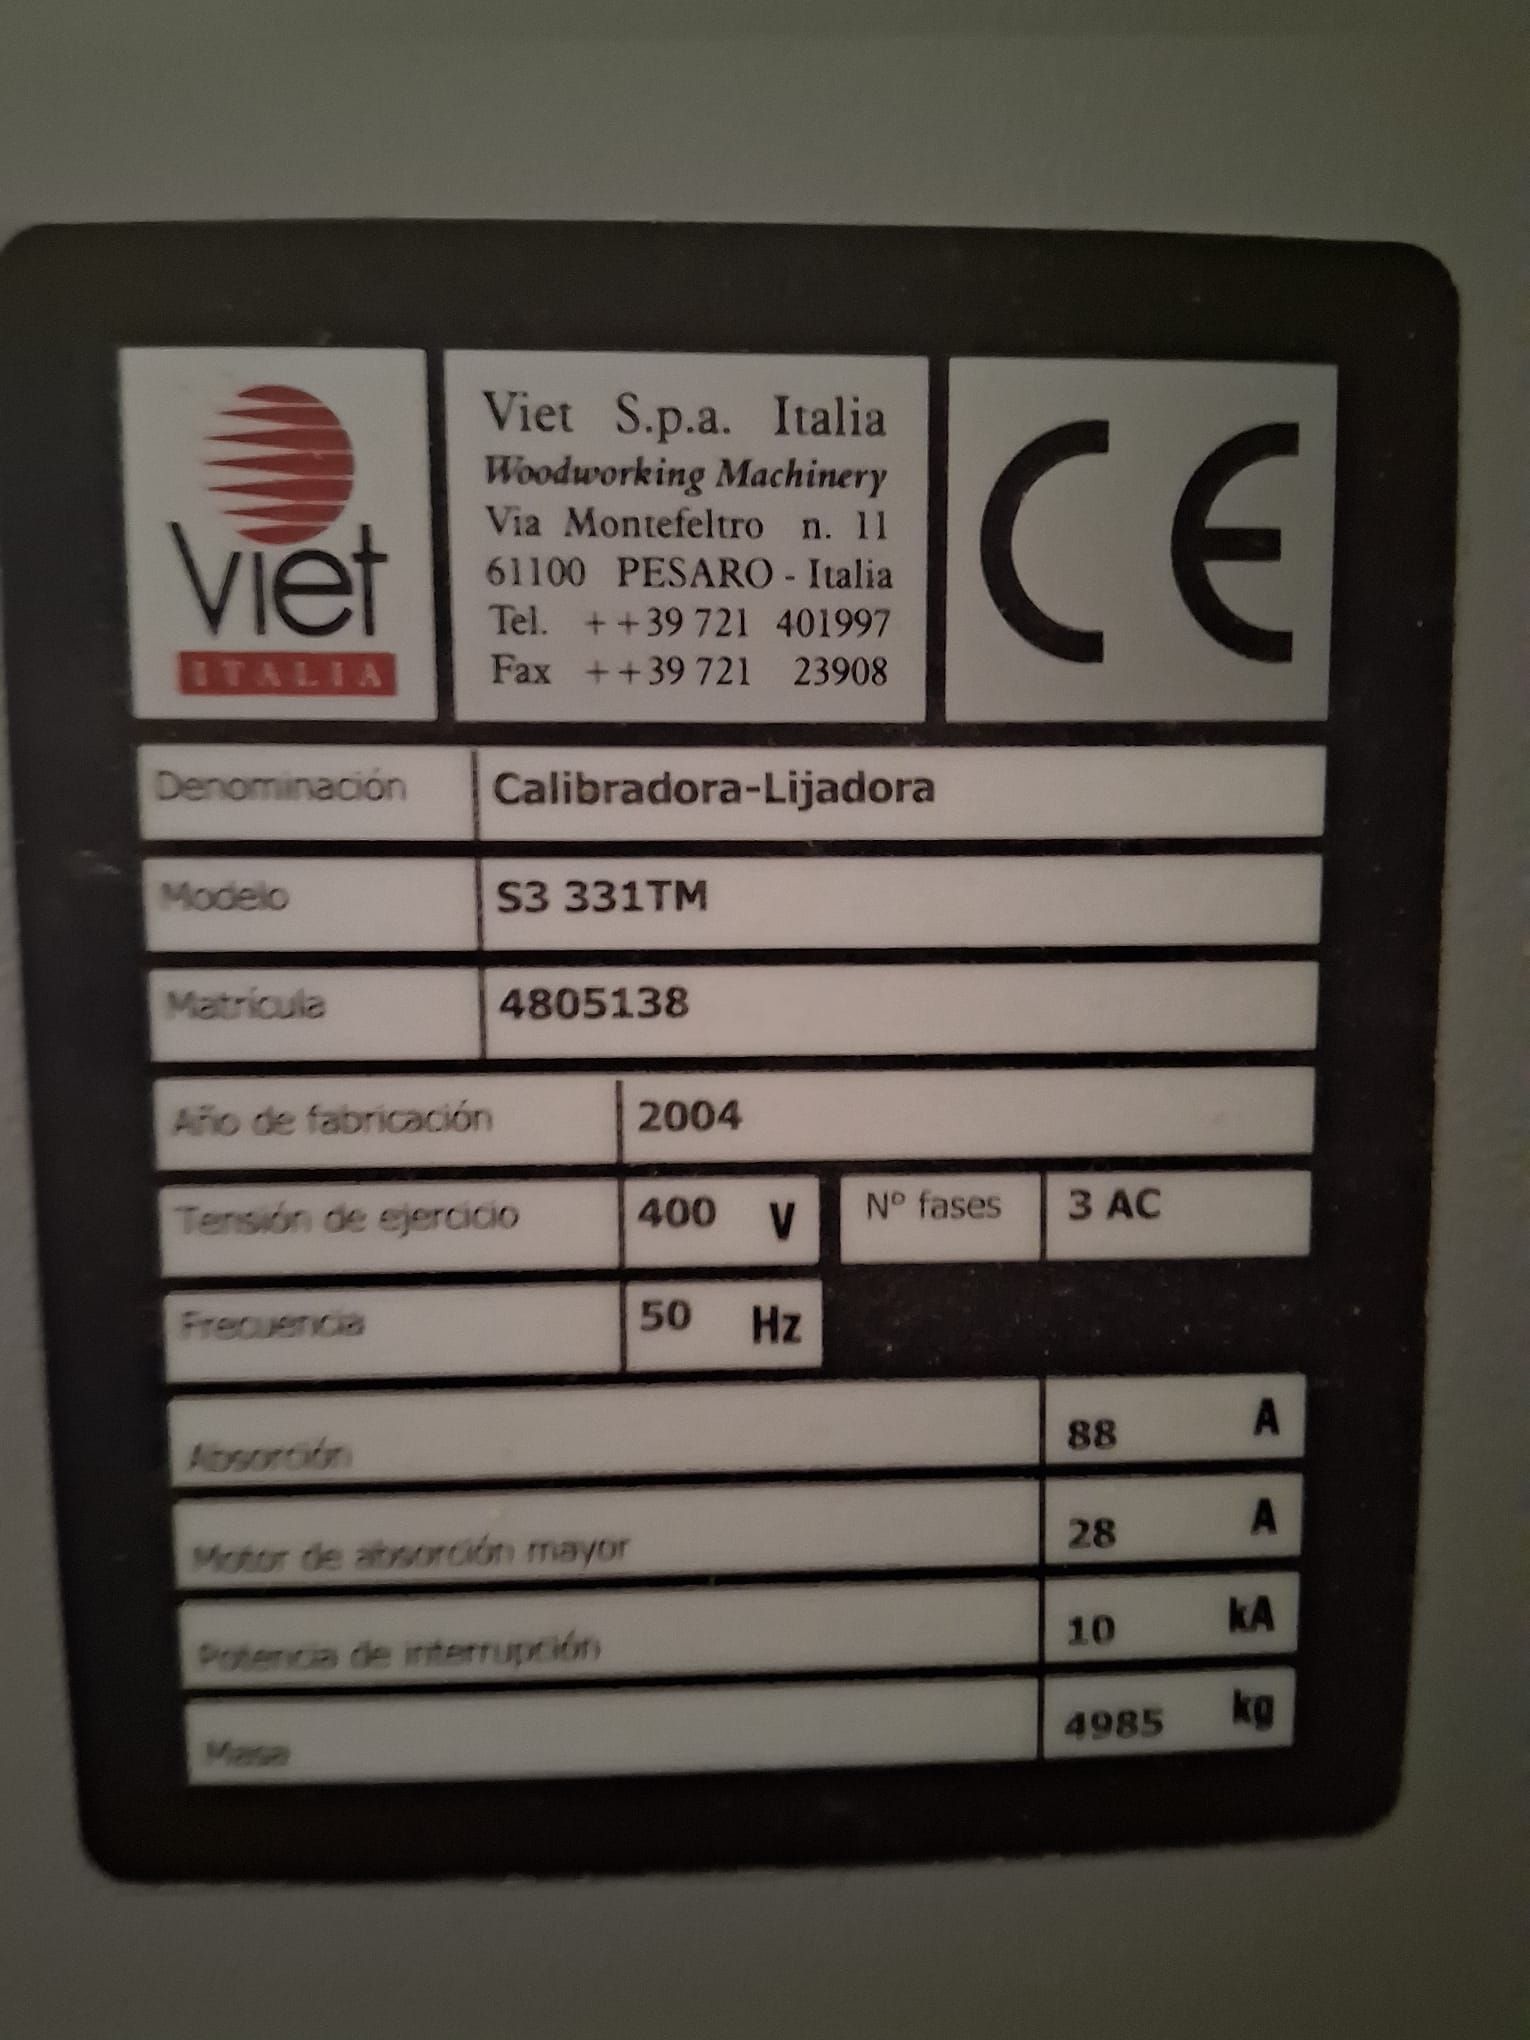 Viet
ITALIA
Viet S.p.a. Italia
Woodworking Machinery
Via Montefeltro n. 11
61100 PESARO - Italia
Tel. ++39 721 401997
Fax ++39 721 23908
CE
Denominación Calibradora-Lijadora
Modelo S3 331TM
Matrícula 4805138
Año de fabricación 2004
Tensión de ejercicio 400 V Nº fases 3 AC
Frecuencia 50 Hz
Absorción 88 A
Motor de absorción mayor 28 A
Potencia de interrupción 10 kA
Masa 4985 kg